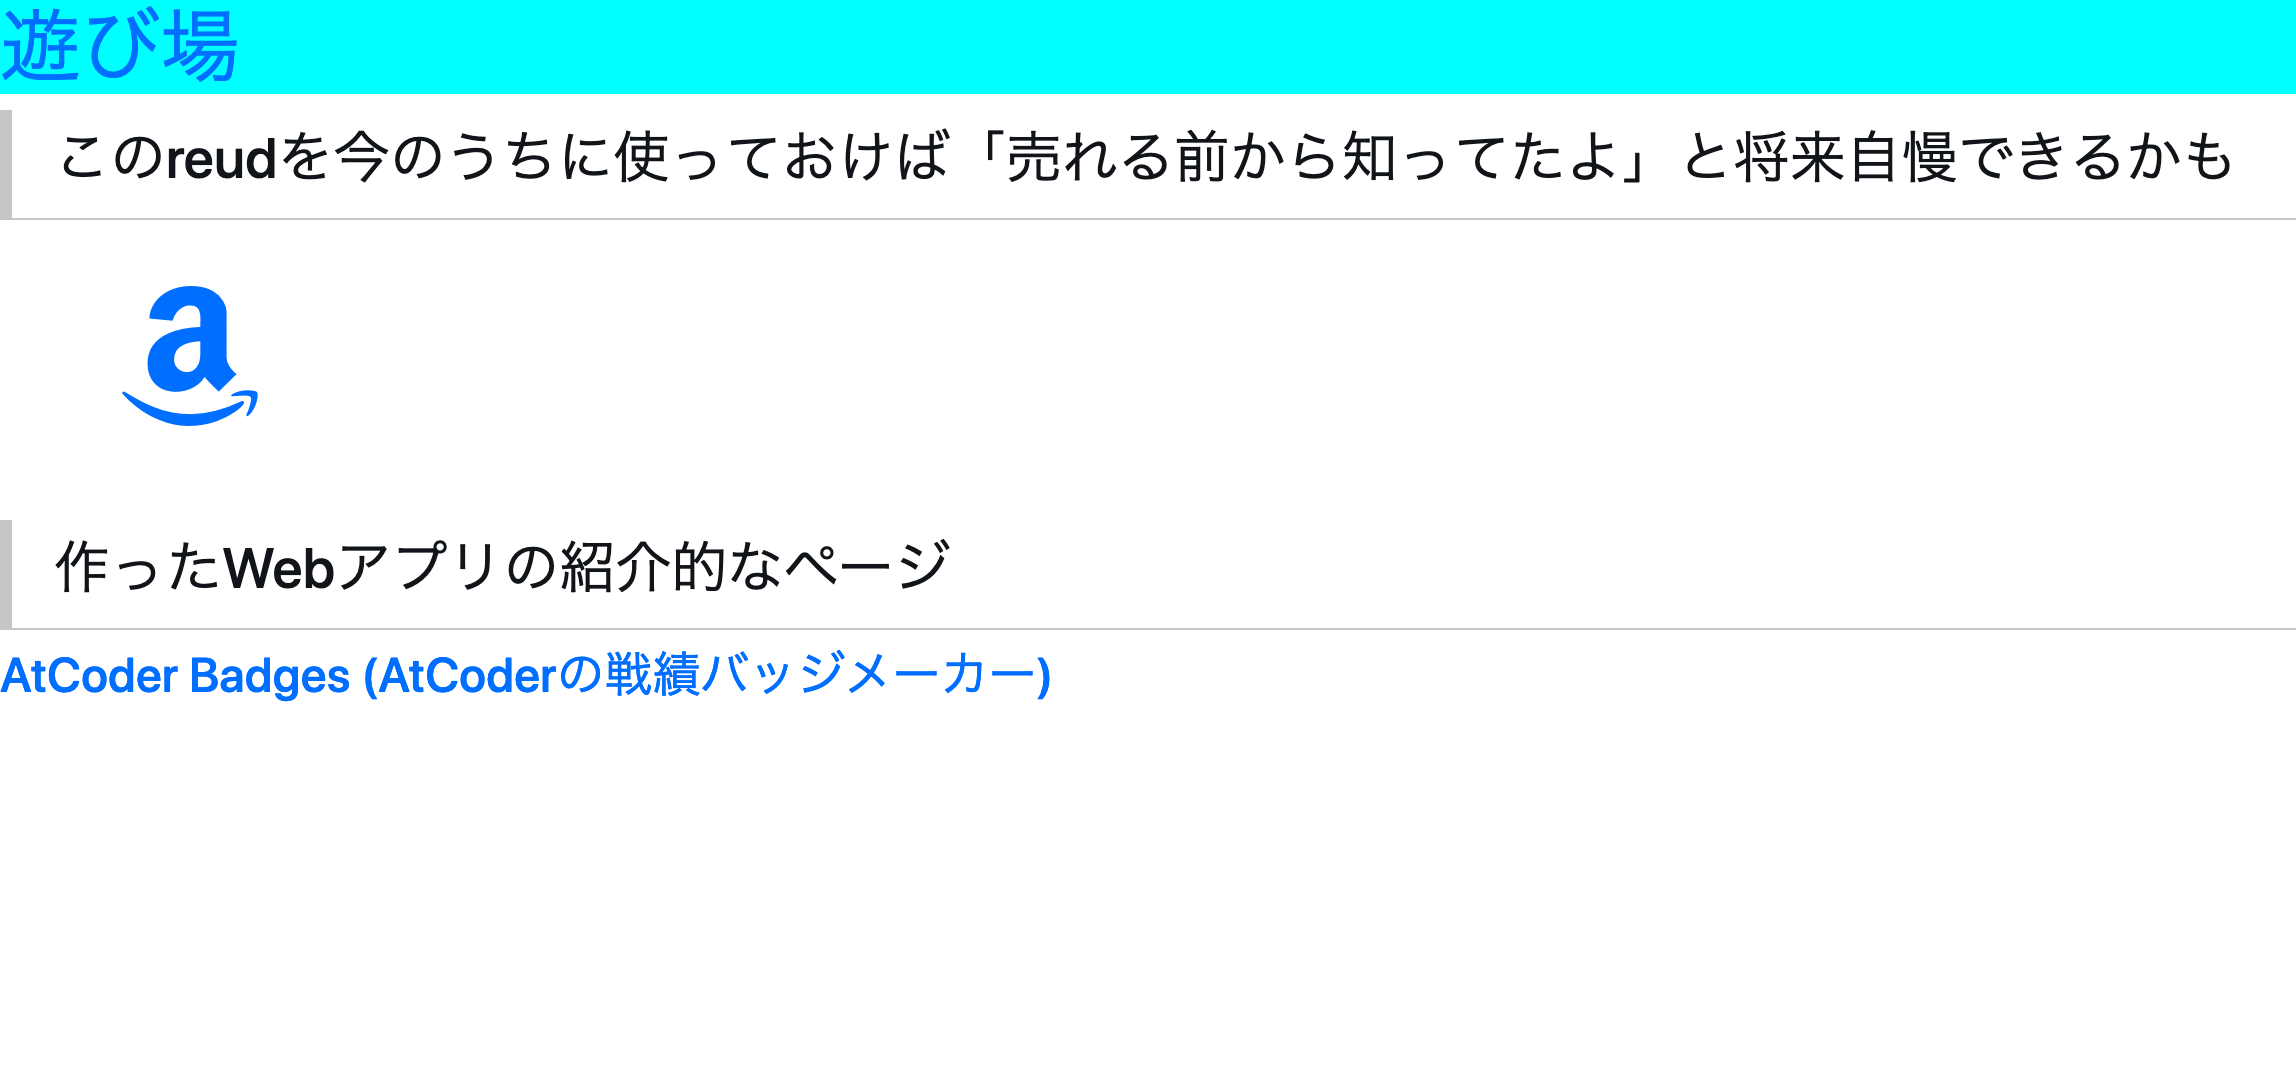 遊び場
このreudを今のうちに使っておけば「売れる前から知ってたよ」と将来自慢できるかも
a
作ったWebアプリの紹介的なページ
AtCoder Badges (AtCoderの戦績バッジメーカー)